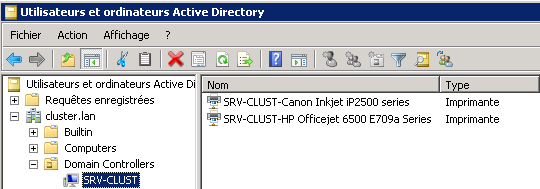 Utilisateurs et ordinateurs Active Directory
Fichier Action Affichage ?
Utilisateurs et ordinateurs Active Di
Requêtes enregistrées
cluster.lan
Builtin
Computers
Domain Controllers
SRV-CLUST
Nom Type
SRV-CLUST-Canon Inkjet iP2500 series Imprimante
SRV-CLUST-HP Officejet 6500 E709a Series Imprimante